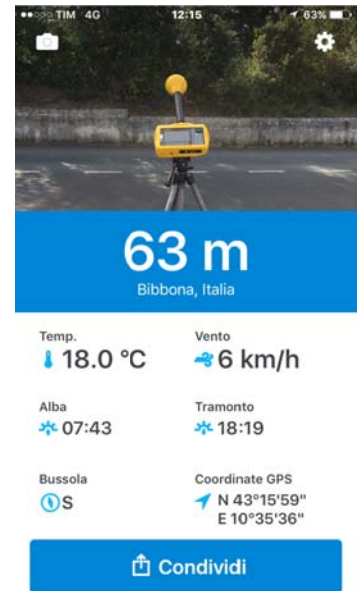 TIM 4G 12:15 63%
63 m
Bibbona, Italia
Temp. Vento
18.0 °C 6 km/h
Alba Tramonto
07:43 18:19
Bussola Coordinate GPS
S N 43°15'59"
E 10°35'36"
Condividi